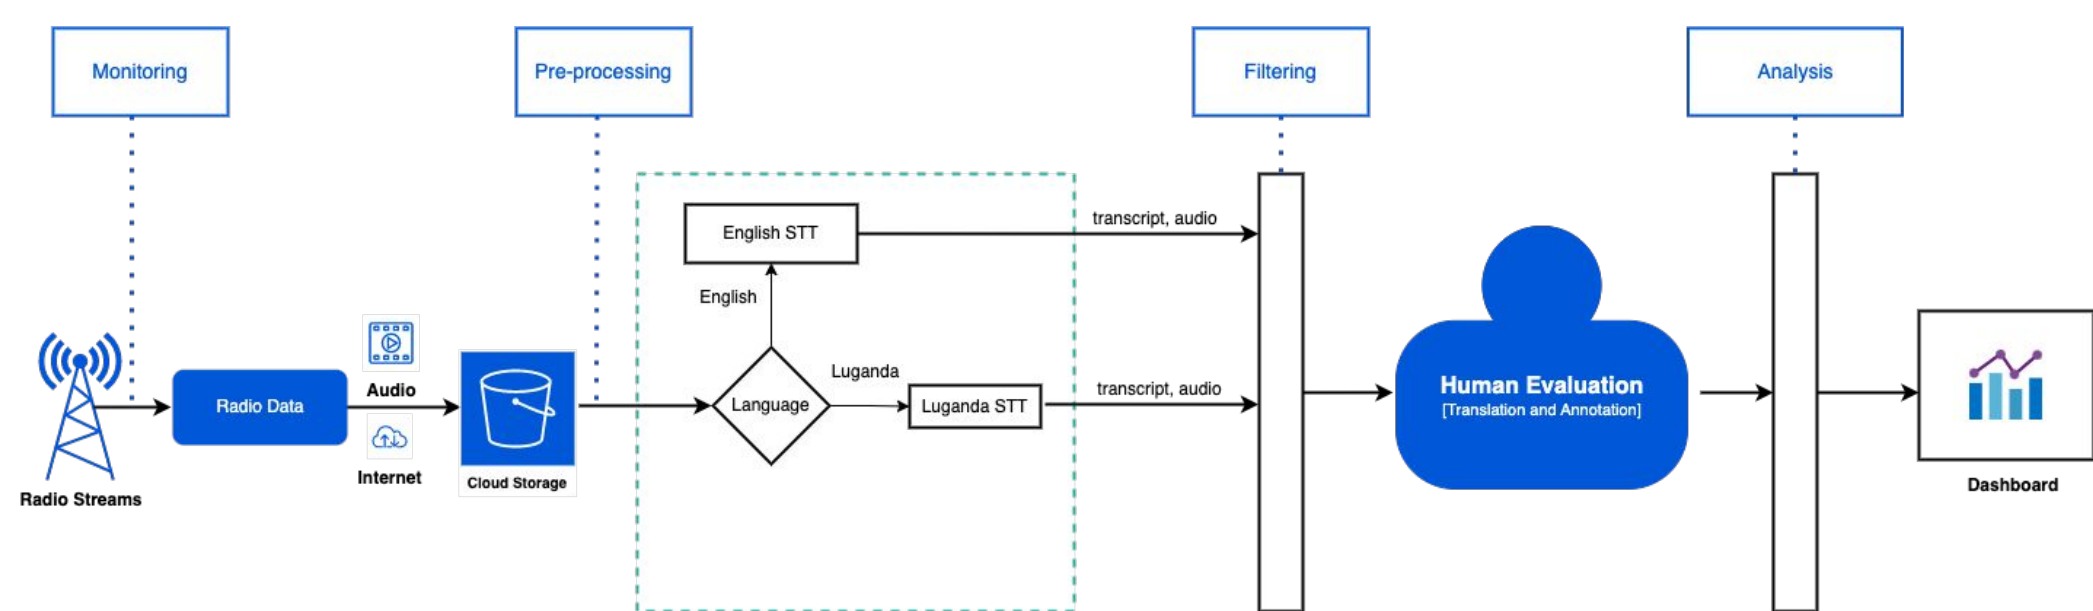 Monitoring
Pre-processing
Filtering
Analysis
English STT
transcript, audio
English
Luganda
Language
Luganda STT
transcript, audio
Radio Data
Audio
Internet
Cloud Storage
Radio Streams
Human Evaluation
[Translation and Annotation]
Dashboard